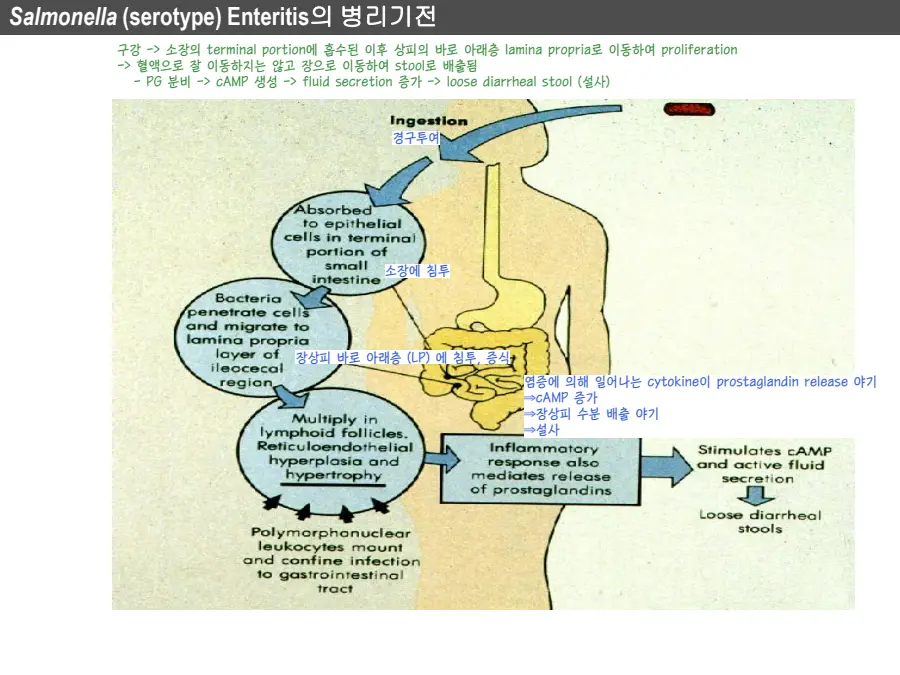 Salmonella (serotype) Enteritis의 병리기전
구강 -> 소장의 terminal portion에 흡수된 이후 상피의 바로 아래층 lamina propria로 이동하여 proliferation
-> 혈액으로 잘 이동하지는 않고 장으로 이동하여 stool로 배출됨
- PG 분비 -> cAMP 생성 -> fluid secretion 증가 -> loose diarrheal stool (설사)
Ingestion
경구투여
Absorbed
to epithelial
cells in terminal
portion of
small
intestine
소장에 침투
Bacteria
penetrate cells
and migrate to
lamina propria
layer of
ileocecal
region
장상피 바로 아래층 (LP) 에 침투, 증식
염증에 의해 일어나는 cytokine이 prostaglandin release 야기
⇒cAMP 증가
⇒장상피 수분 배출 야기
⇒설사
Multiply in
lymphoid follicles.
Reticuloendothelial
hyperplasia and
hypertrophy
Inflammatory
response also
mediates release
of prostaglandins
Stimulates cAMP
and active fluid
secretion
Loose diarrheal
stools
Polymorphonuclear
leukocytes mount
and confine infection
to gastrointestinal
tract